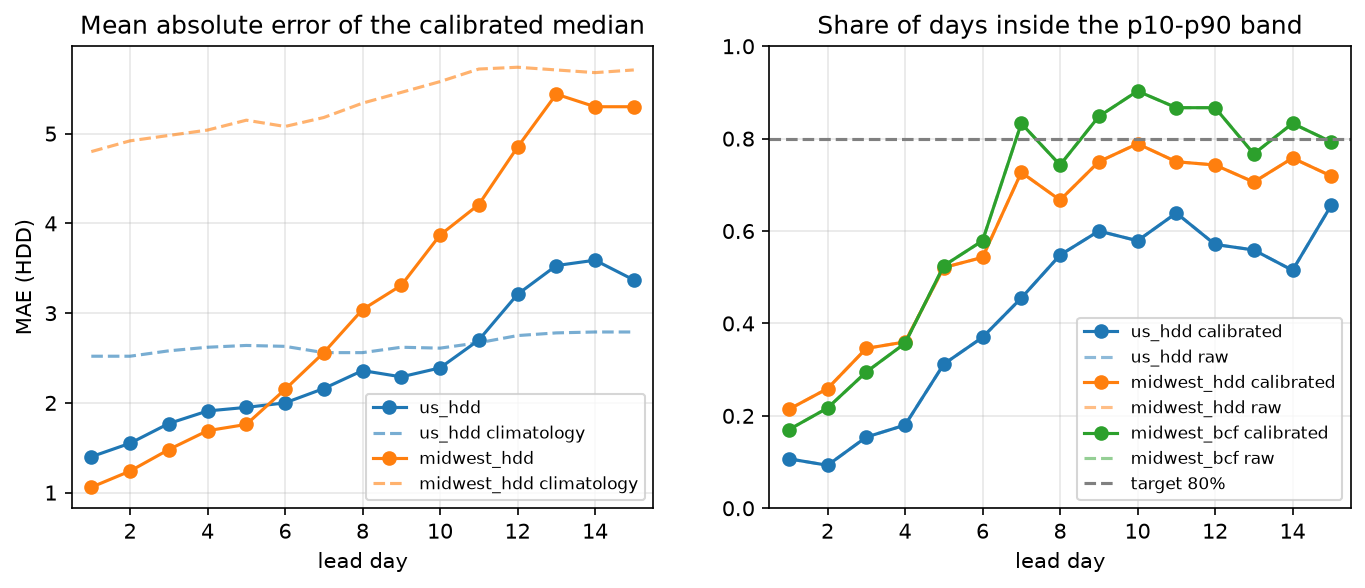 Mean absolute error of the calibrated median
MAE (HDD)
5
4
3
2
1
2
4
6
8
10
12
14
lead day
us_hdd
us_hdd climatology
midwest_hdd
midwest_hdd climatology
Share of days inside the p10-p90 band
1.0
0.8
0.6
0.4
0.2
0.0
2
4
6
8
10
12
14
lead day
us_hdd calibrated
us_hdd raw
midwest_hdd calibrated
midwest_hdd raw
midwest_bcf calibrated
midwest_bcf raw
target 80%